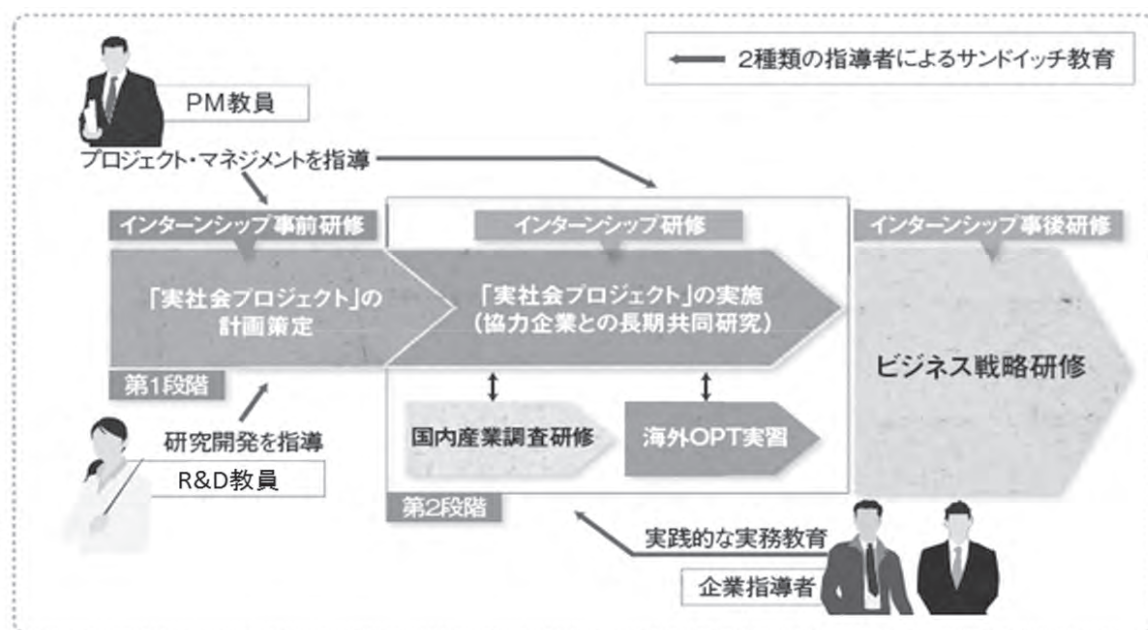 2種類の指導者によるサンドイッチ教育
PM教員
プロジェクト・マネジメントを指導
インターンシップ事前研修
インターンシップ研修
インターンシップ事後研修
「実社会プロジェクト」の
計画策定
「実社会プロジェクト」の実施
(協力企業との長期共同研究)
ビジネス戦略研修
第1段階
国内産業調査研修
海外OPT実習
研究開発を指導
R&D教員
第2段階
実践的な実務教育
企業指導者